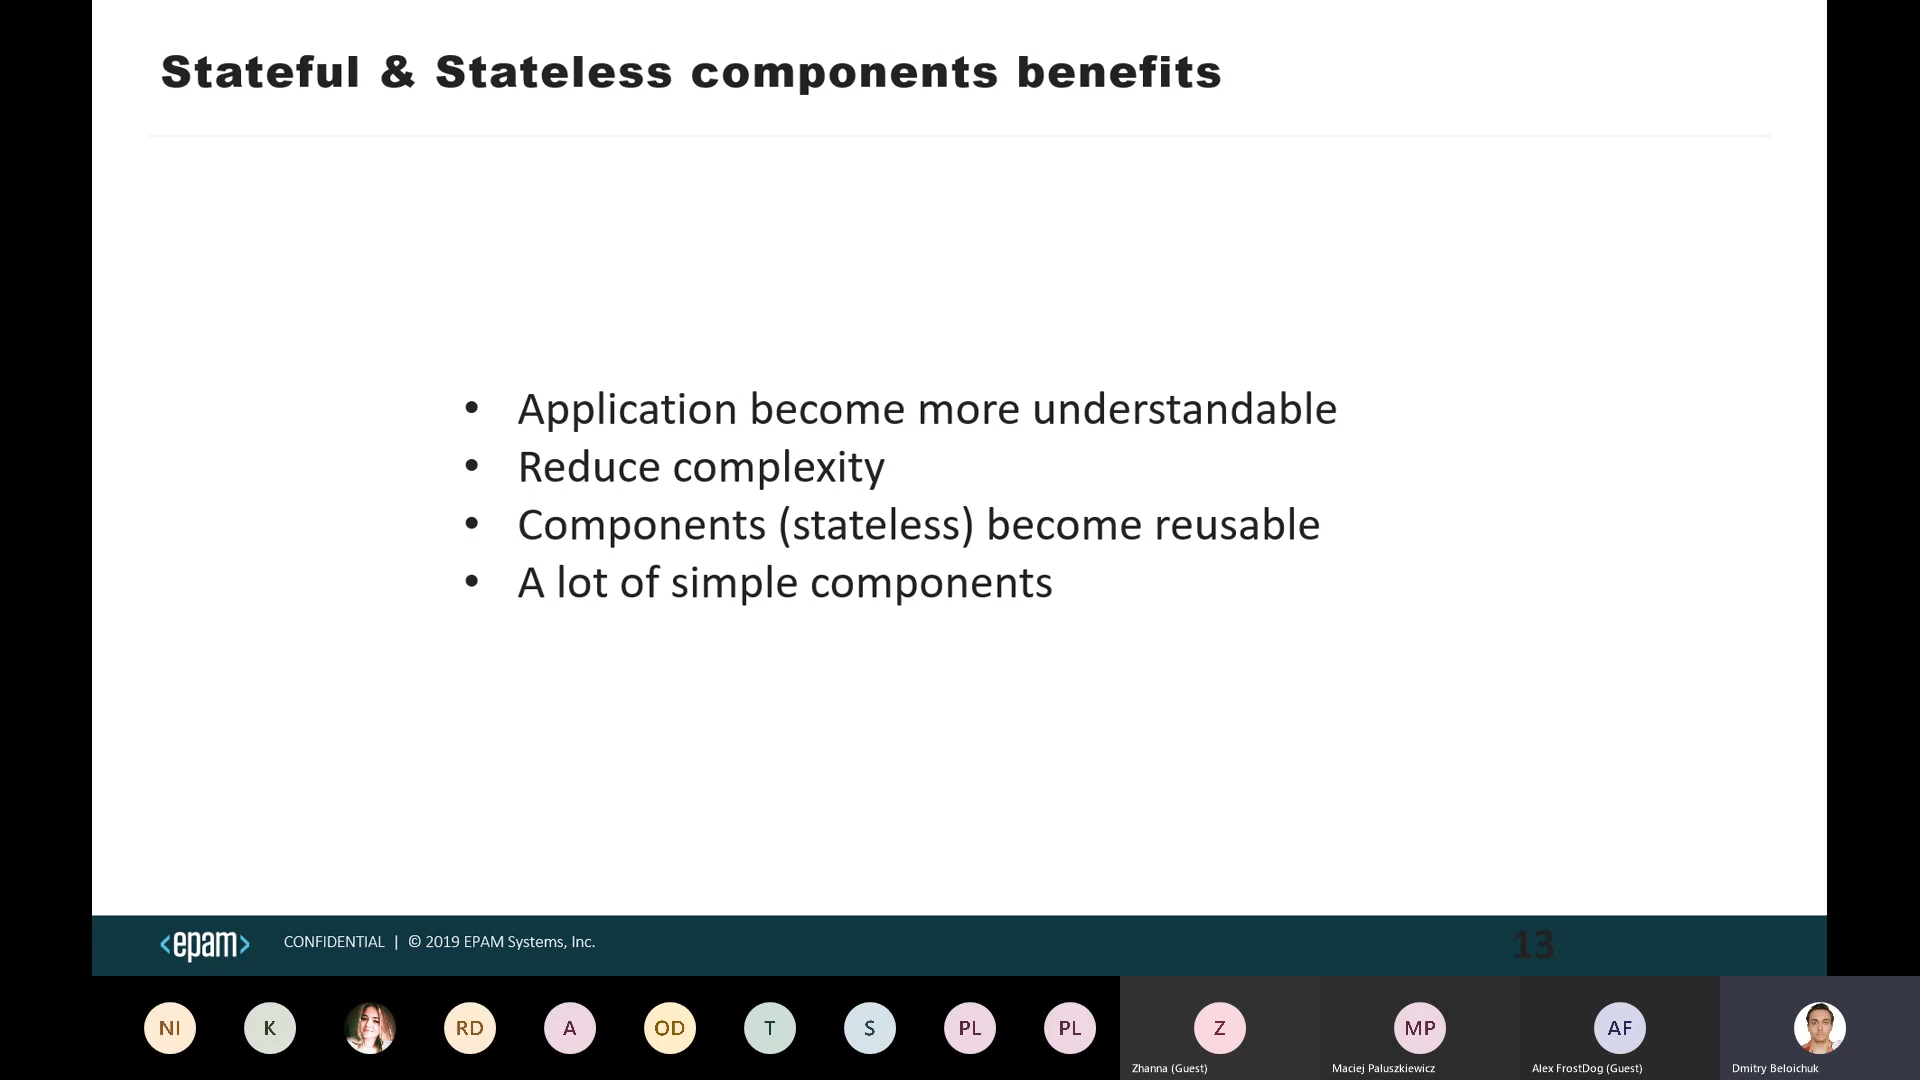 Stateful & Stateless components benefits
• Application become more understandable
• Reduce complexity
• Components (stateless) become reusable
• A lot of simple components
<epam> CONFIDENTIAL | © 2019 EPAM Systems, Inc. 13
NI K RD A OD T S PL PL Z MP AF
Zhanna (Guest) Maciej Paluszkiewicz Alex FrostDog (Guest) Dmitry Beloichuk